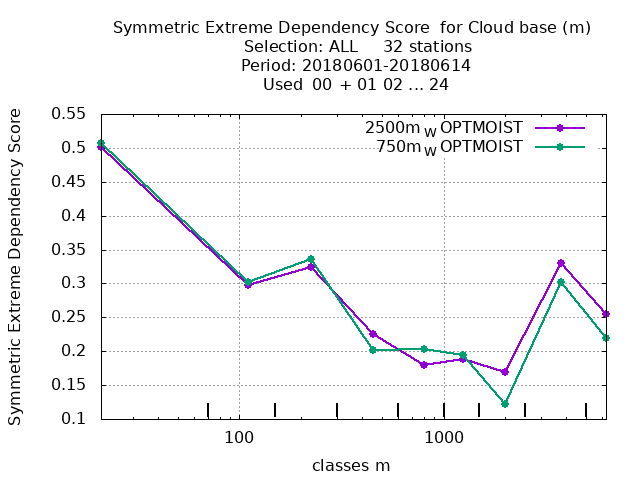 Symmetric Extreme Dependency Score for Cloud base (m)
Selection: ALL 32 stations
Period: 20180601-20180614
Used 00 + 01 02 ... 24
2500m W OPTMOIST
750m W OPTMOIST
Symmetric Extreme Dependency Score
0.55
0.5
0.45
0.4
0.35
0.3
0.25
0.2
0.15
0.1
100 1000
classes m